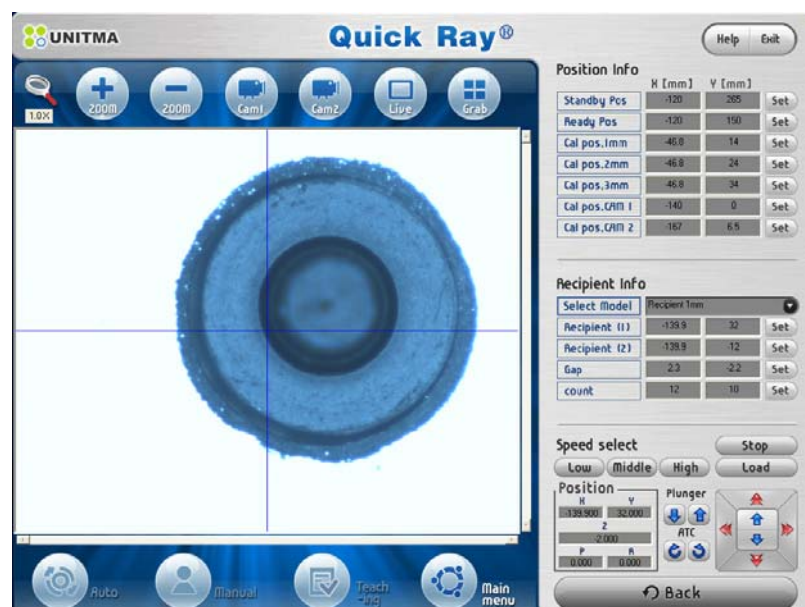 UNITMA
Quick Ray®
Help Exit
1.0X
ZOOM
ZOOM
Cam1
Cam2
Live
Grab
Position Info
X [mm] Y [mm]
Standby Pos -120 265 Set
Ready Pos -120 150 Set
Cal pos.1mm -46.8 14 Set
Cal pos.2mm -46.8 24 Set
Cal pos.3mm -46.8 34 Set
Cal pos.CAM 1 -140 0 Set
Cal pos.CAM 2 -167 6.5 Set
Recipient Info
Select Model Recipient 1mm
Recipient (1) -139.9 32 Set
Recipient (2) -139.9 -12 Set
Gap 2.3 -2.2 Set
count 12 10 Set
Speed select Stop
Low Middle High Load
Position
X Y
-139.900 32.000
Z
-2.000
P R
0.000 0.000
Plunger
ATC
Auto
Manual
Teach
-ing
Main
menu
Back